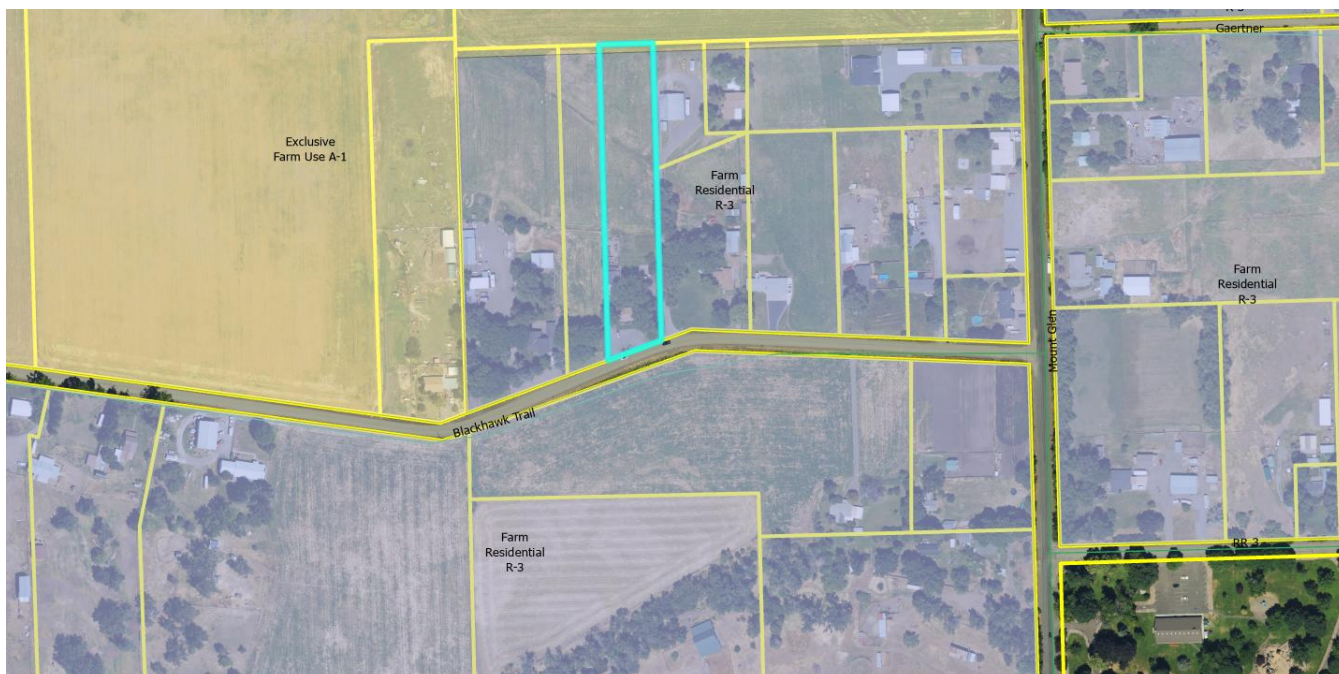 R-3
Gaertner
Exclusive
Farm Use A-1
Farm
Residential
R-3
Farm
Residential
R-3
Mount Glen
Blackhawk Trail
Farm
Residential
R-3
RR 3